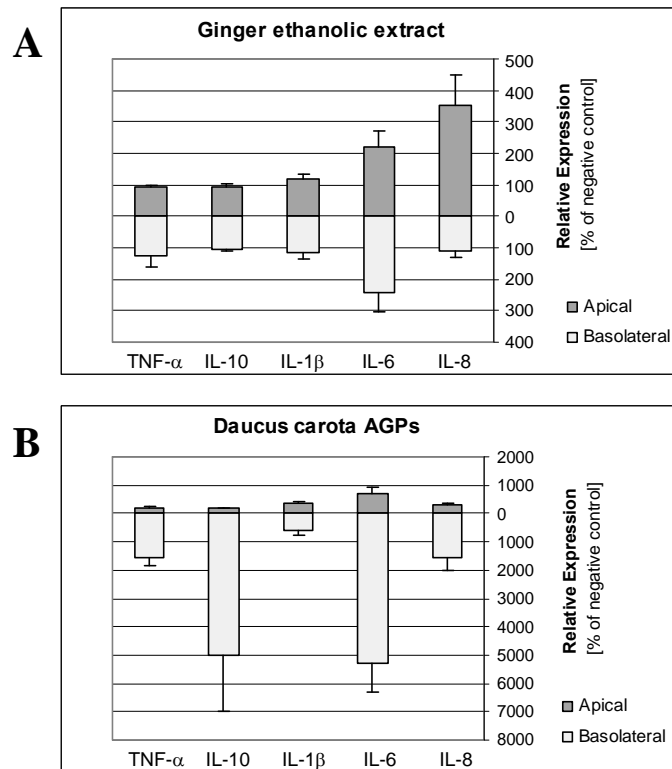 A
Ginger ethanolic extract
500
400
300
200
100
0
100
200
300
400
Relative Expression
[% of negative control]
Apical
Basolateral
TNF-α IL-10 IL-1β IL-6 IL-8
B
Daucus carota AGPs
2000
1000
0
1000
2000
3000
4000
5000
6000
7000
8000
Relative Expression
[% of negative control]
Apical
Basolateral
TNF-α IL-10 IL-1β IL-6 IL-8